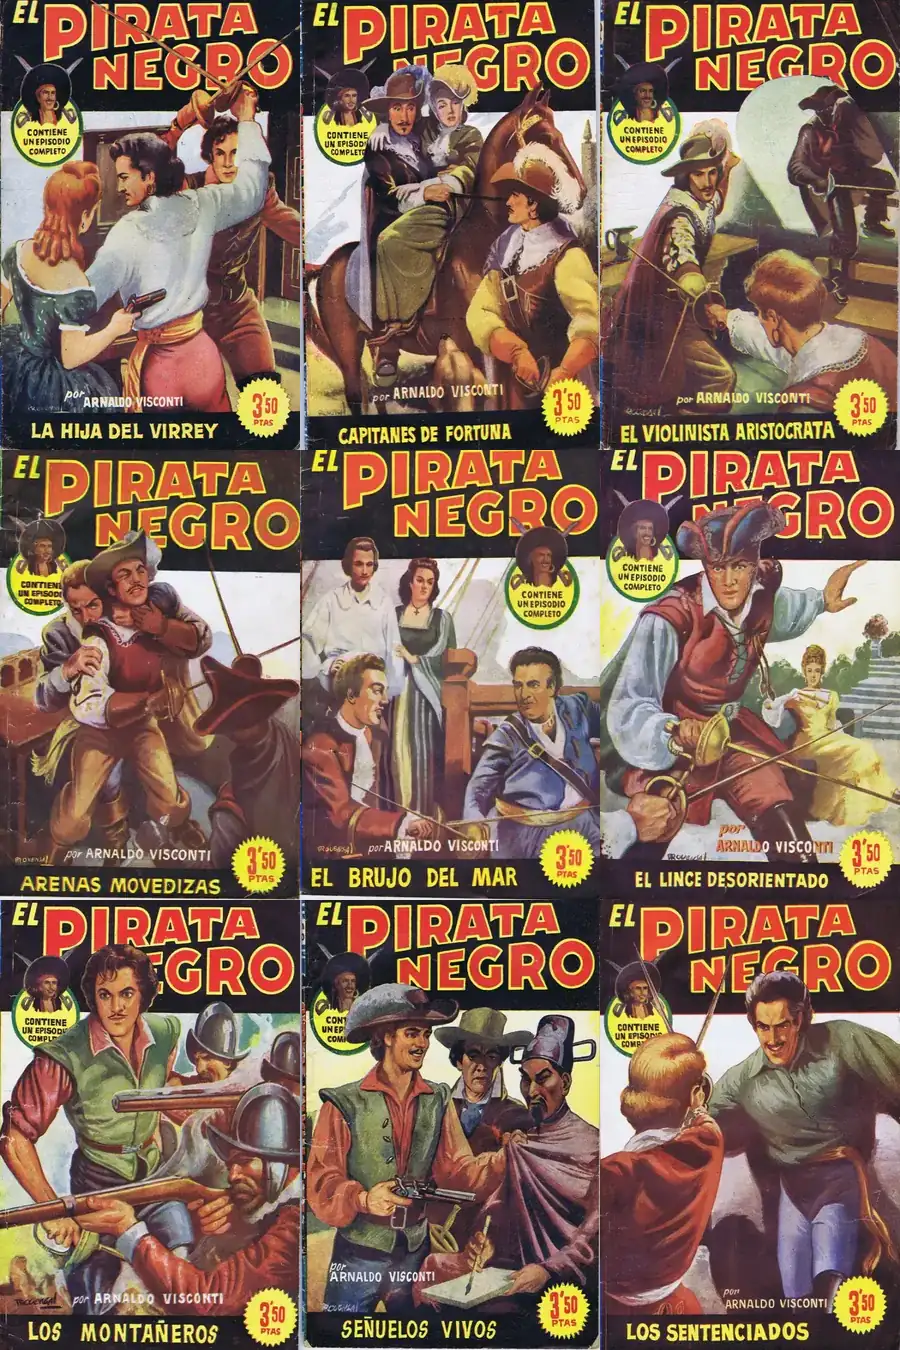 EL PIRATA
NEGRO
CONTIENE
UN EPISODIO
COMPLETO
por ARNALDO VISCONTI
3'50
PTAS
LA HIJA DEL VIRREY
EL PIRATA
NEGRO
CONTIENE
UN EPISODIO
COMPLETO
por ARNALDO VISCONTI
3'50
PTAS
CAPITANES DE FORTUNA
EL PIRATA
NEGRO
CONTIENE
UN EPISODIO
COMPLETO
por ARNALDO VISCONTI
3'50
PTAS
EL VIOLINISTA ARISTOCRATA
EL PIRATA
NEGRO
CONTIENE
UN EPISODIO
COMPLETO
por ARNALDO VISCONTI
3'50
PTAS
ARENAS MOVEDIZAS
EL PIRATA
NEGRO
CONTIENE
UN EPISODIO
COMPLETO
por ARNALDO VISCONTI
3'50
PTAS
EL BRUJO DEL MAR
EL PIRATA
NEGRO
CONTIENE
UN EPISODIO
COMPLETO
por
ARNALDO VISCONTI
3'50
PTAS
EL LINCE DESORIENTADO
EL PIRATA
NEGRO
CONTIENE
UN EPISODIO
COMPLETO
por ARNALDO VISCONTI
3'50
PTAS
LOS MONTAÑEROS
EL PIRATA
NEGRO
CONTIENE
UN EP
COM
por
ARNALDO VISCONTI
3'50
PTAS
SEÑUELOS VIVOS
EL PIRATA
NEGRO
CONTIENE
UN EPISODIO
COMP
por
ARNALDO VISCONTI
3'50
PTAS
LOS SENTENCIADOS